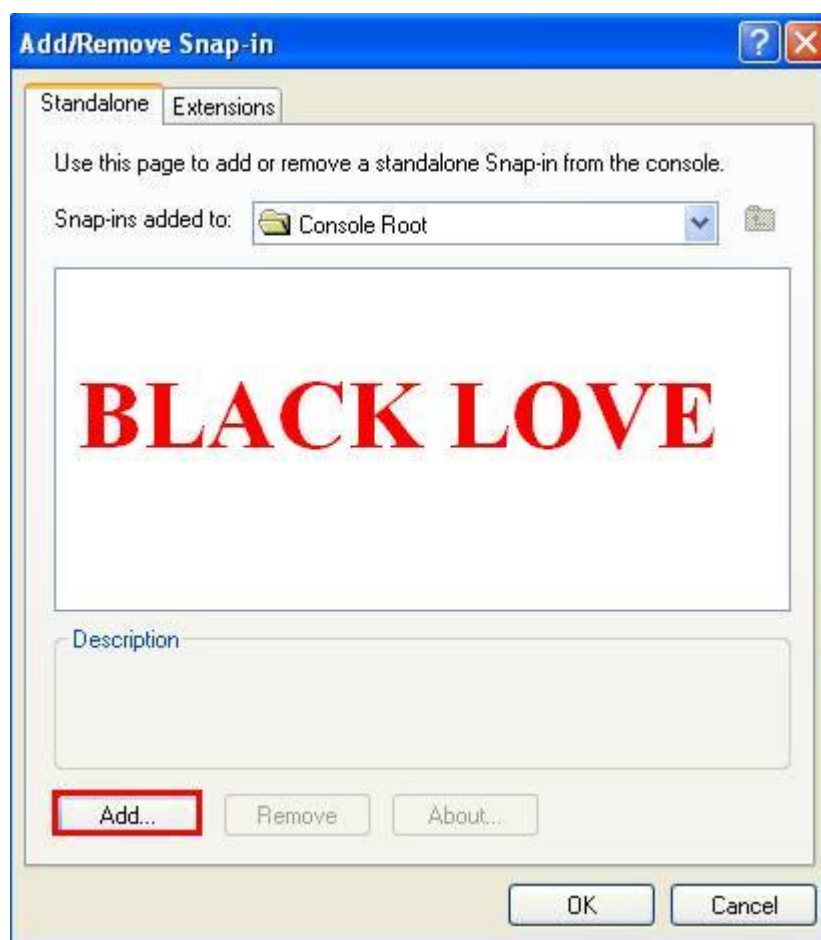 Add/Remove Snap-in
Standalone Extensions
Use this page to add or remove a standalone Snap-in from the console.
Snap-ins added to: Console Root
BLACK LOVE
Description
Add... Remove About...
OK Cancel